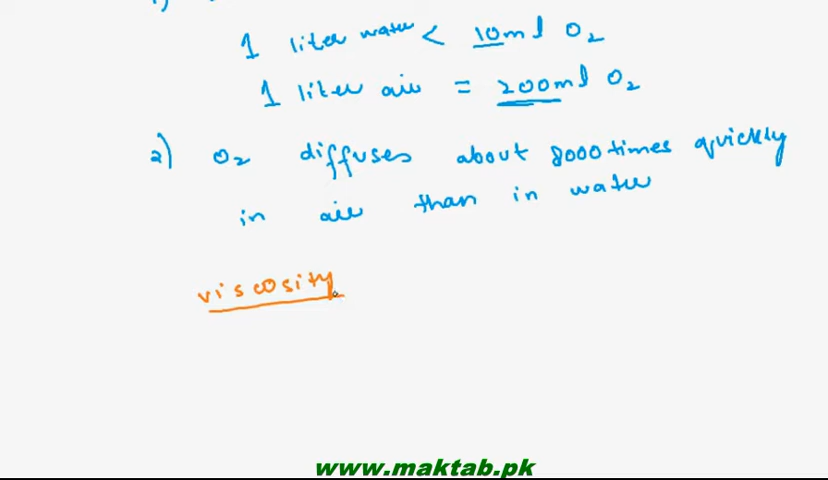 1)
1 liter water < 10ml O₂
1 liter air = 200ml O₂
2) O₂ diffuses about 8000 times quickly
in air than in water
viscosity
www.maktab.pk